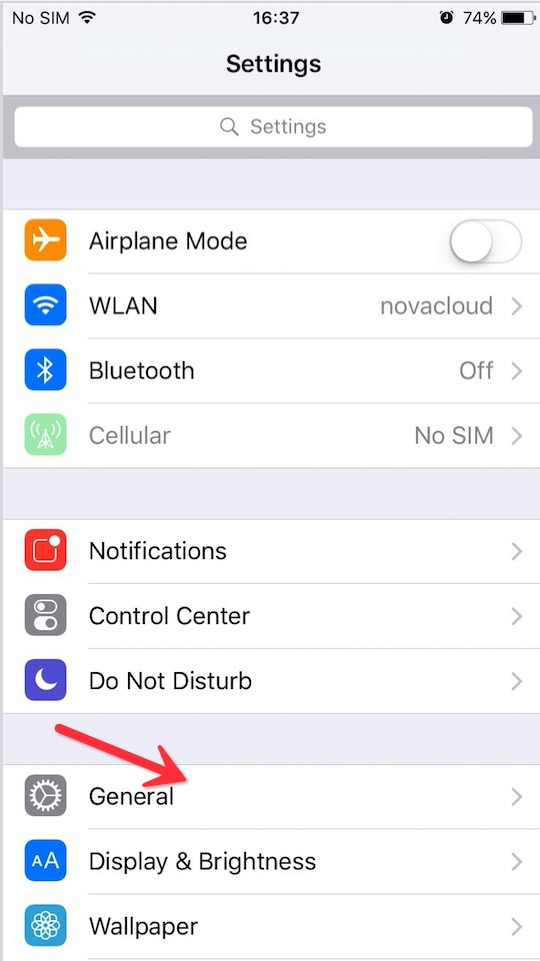 No SIM 16:37 74%
Settings
Settings
Airplane Mode
WLAN novacloud
Bluetooth Off
Cellular No SIM
Notifications
Control Center
Do Not Disturb
General
AA Display & Brightness
Wallpaper